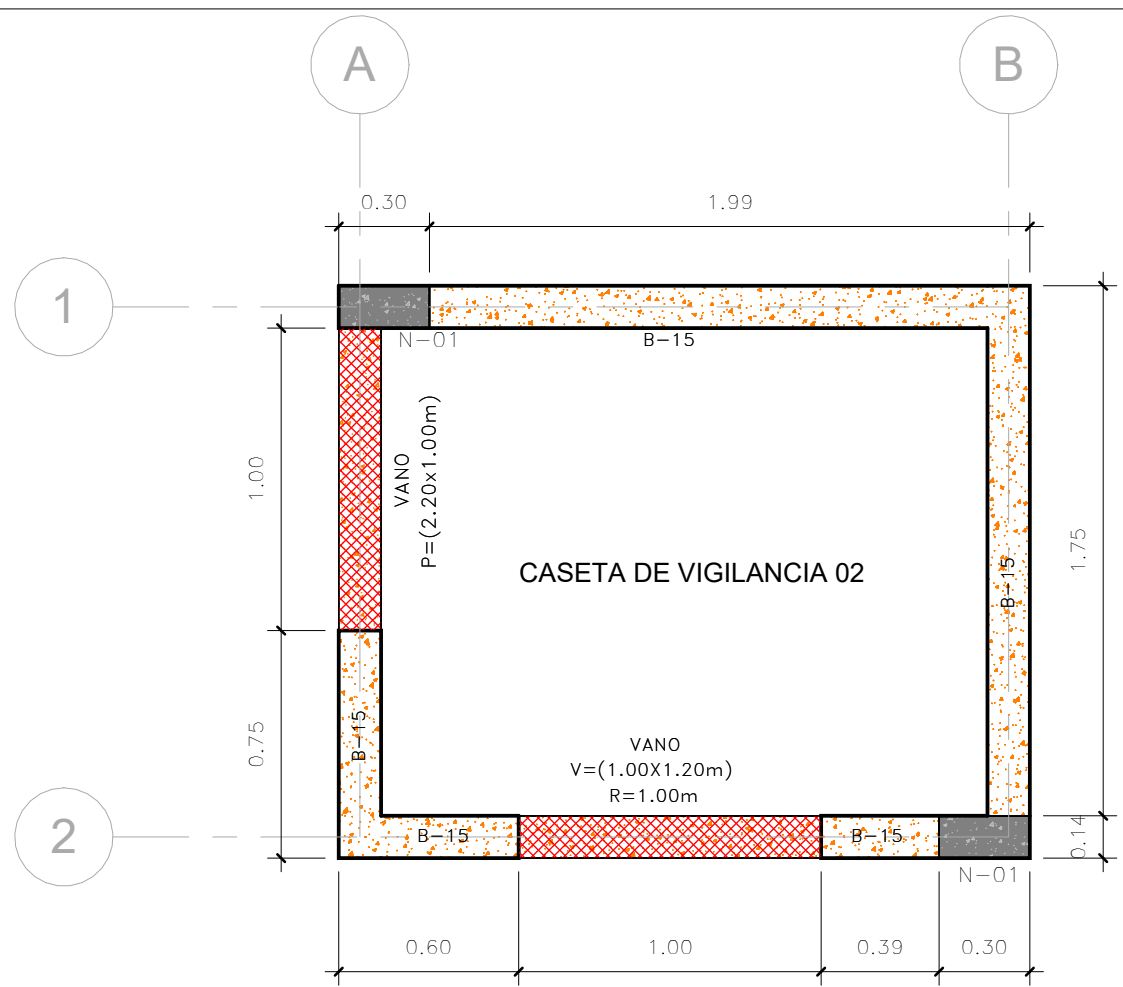 A
B
0.30
1.99
1
N-01
B-15
1.00
VANO
P=(2.20x1.00m)
1.75
CASETA DE VIGILANCIA 02
B-15
0.75
B-15
VANO
V=(1.00X1.20m)
R=1.00m
2
B-15
B-15
0.14
N-01
0.60
1.00
0.39
0.30